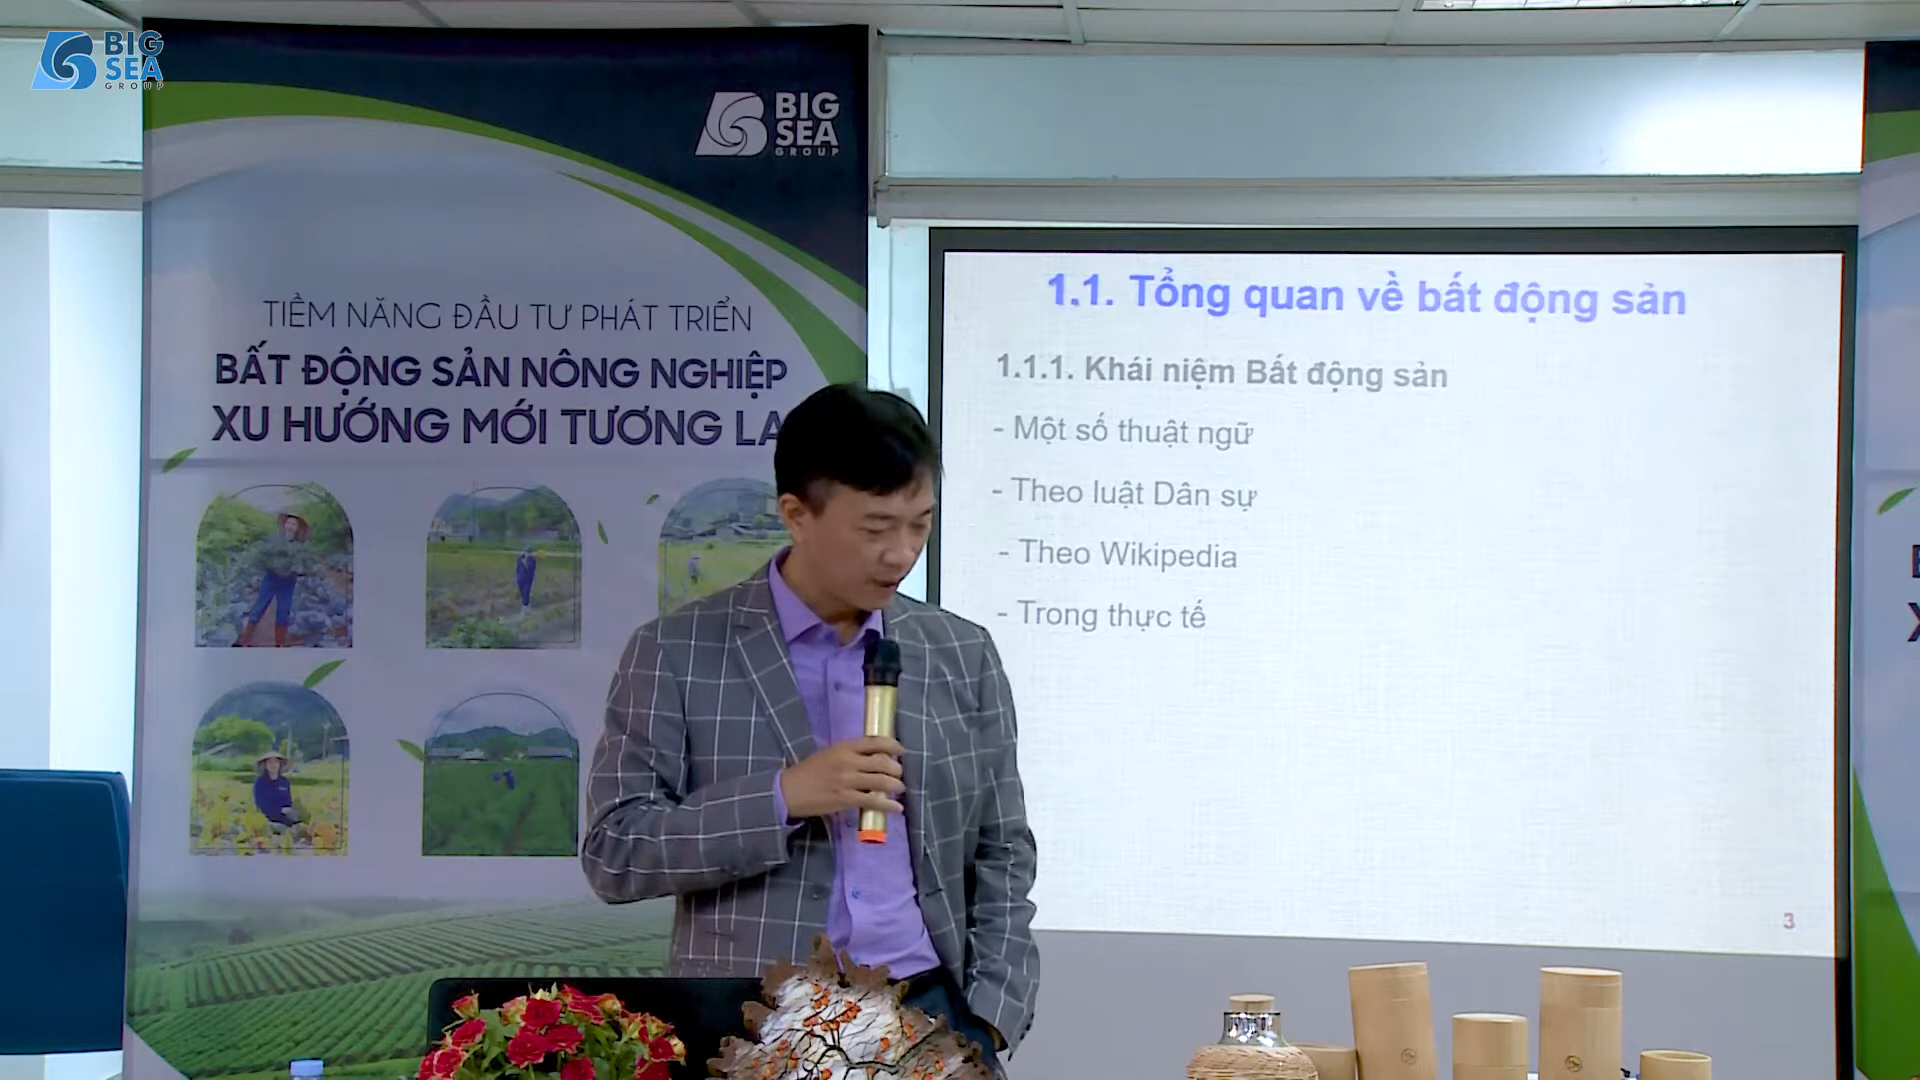 BIG
SEA
GROUP
BIG
SEA
GROUP
TIỀM NĂNG ĐẦU TƯ PHÁT TRIỂN
BẤT ĐỘNG SẢN NÔNG NGHIỆP
XU HƯỚNG MỚI TƯƠNG LA
1.1. Tổng quan về bất động sản
1.1.1. Khái niệm Bất động sản
- Một số thuật ngữ
- Theo luật Dân sự
- Theo Wikipedia
- Trong thực tế
3